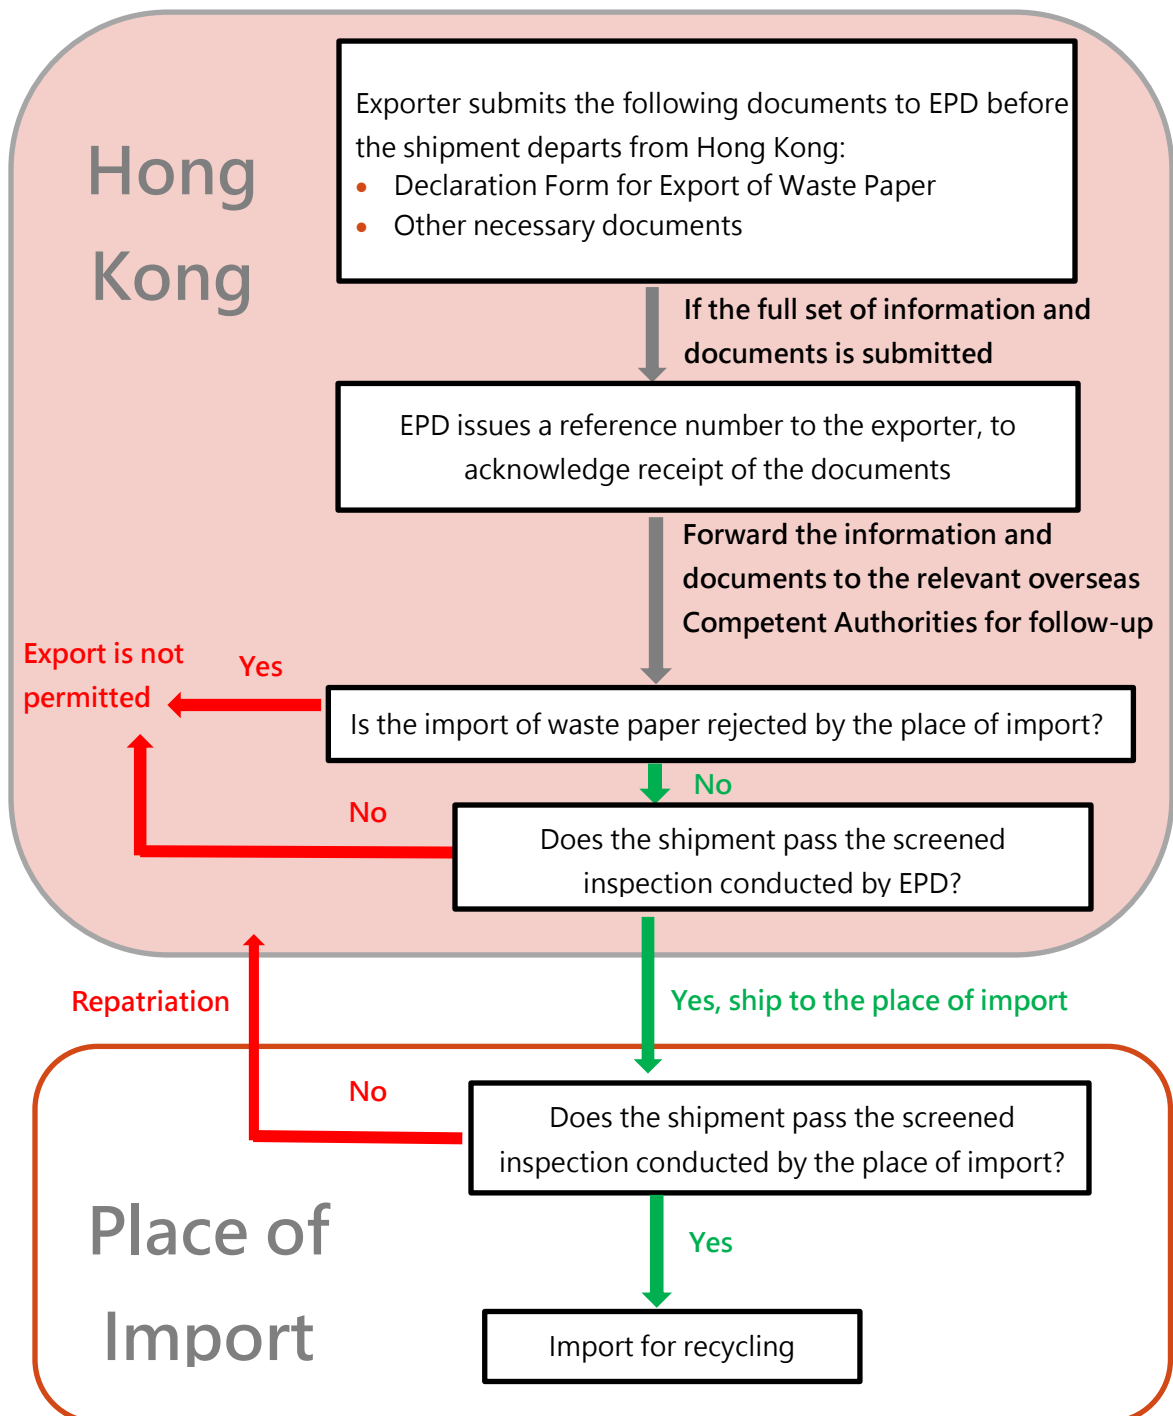 Hong
Kong
Exporter submits the following documents to EPD before
the shipment departs from Hong Kong:
• Declaration Form for Export of Waste Paper
• Other necessary documents
If the full set of information and
documents is submitted
EPD issues a reference number to the exporter, to
acknowledge receipt of the documents
Forward the information and
documents to the relevant overseas
Competent Authorities for follow-up
Export is not
permitted
Yes
Is the import of waste paper rejected by the place of import?
No
No
Does the shipment pass the screened
inspection conducted by EPD?
Repatriation
Yes, ship to the place of import
No
Does the shipment pass the screened
inspection conducted by the place of import?
Place of
Import
Yes
Import for recycling